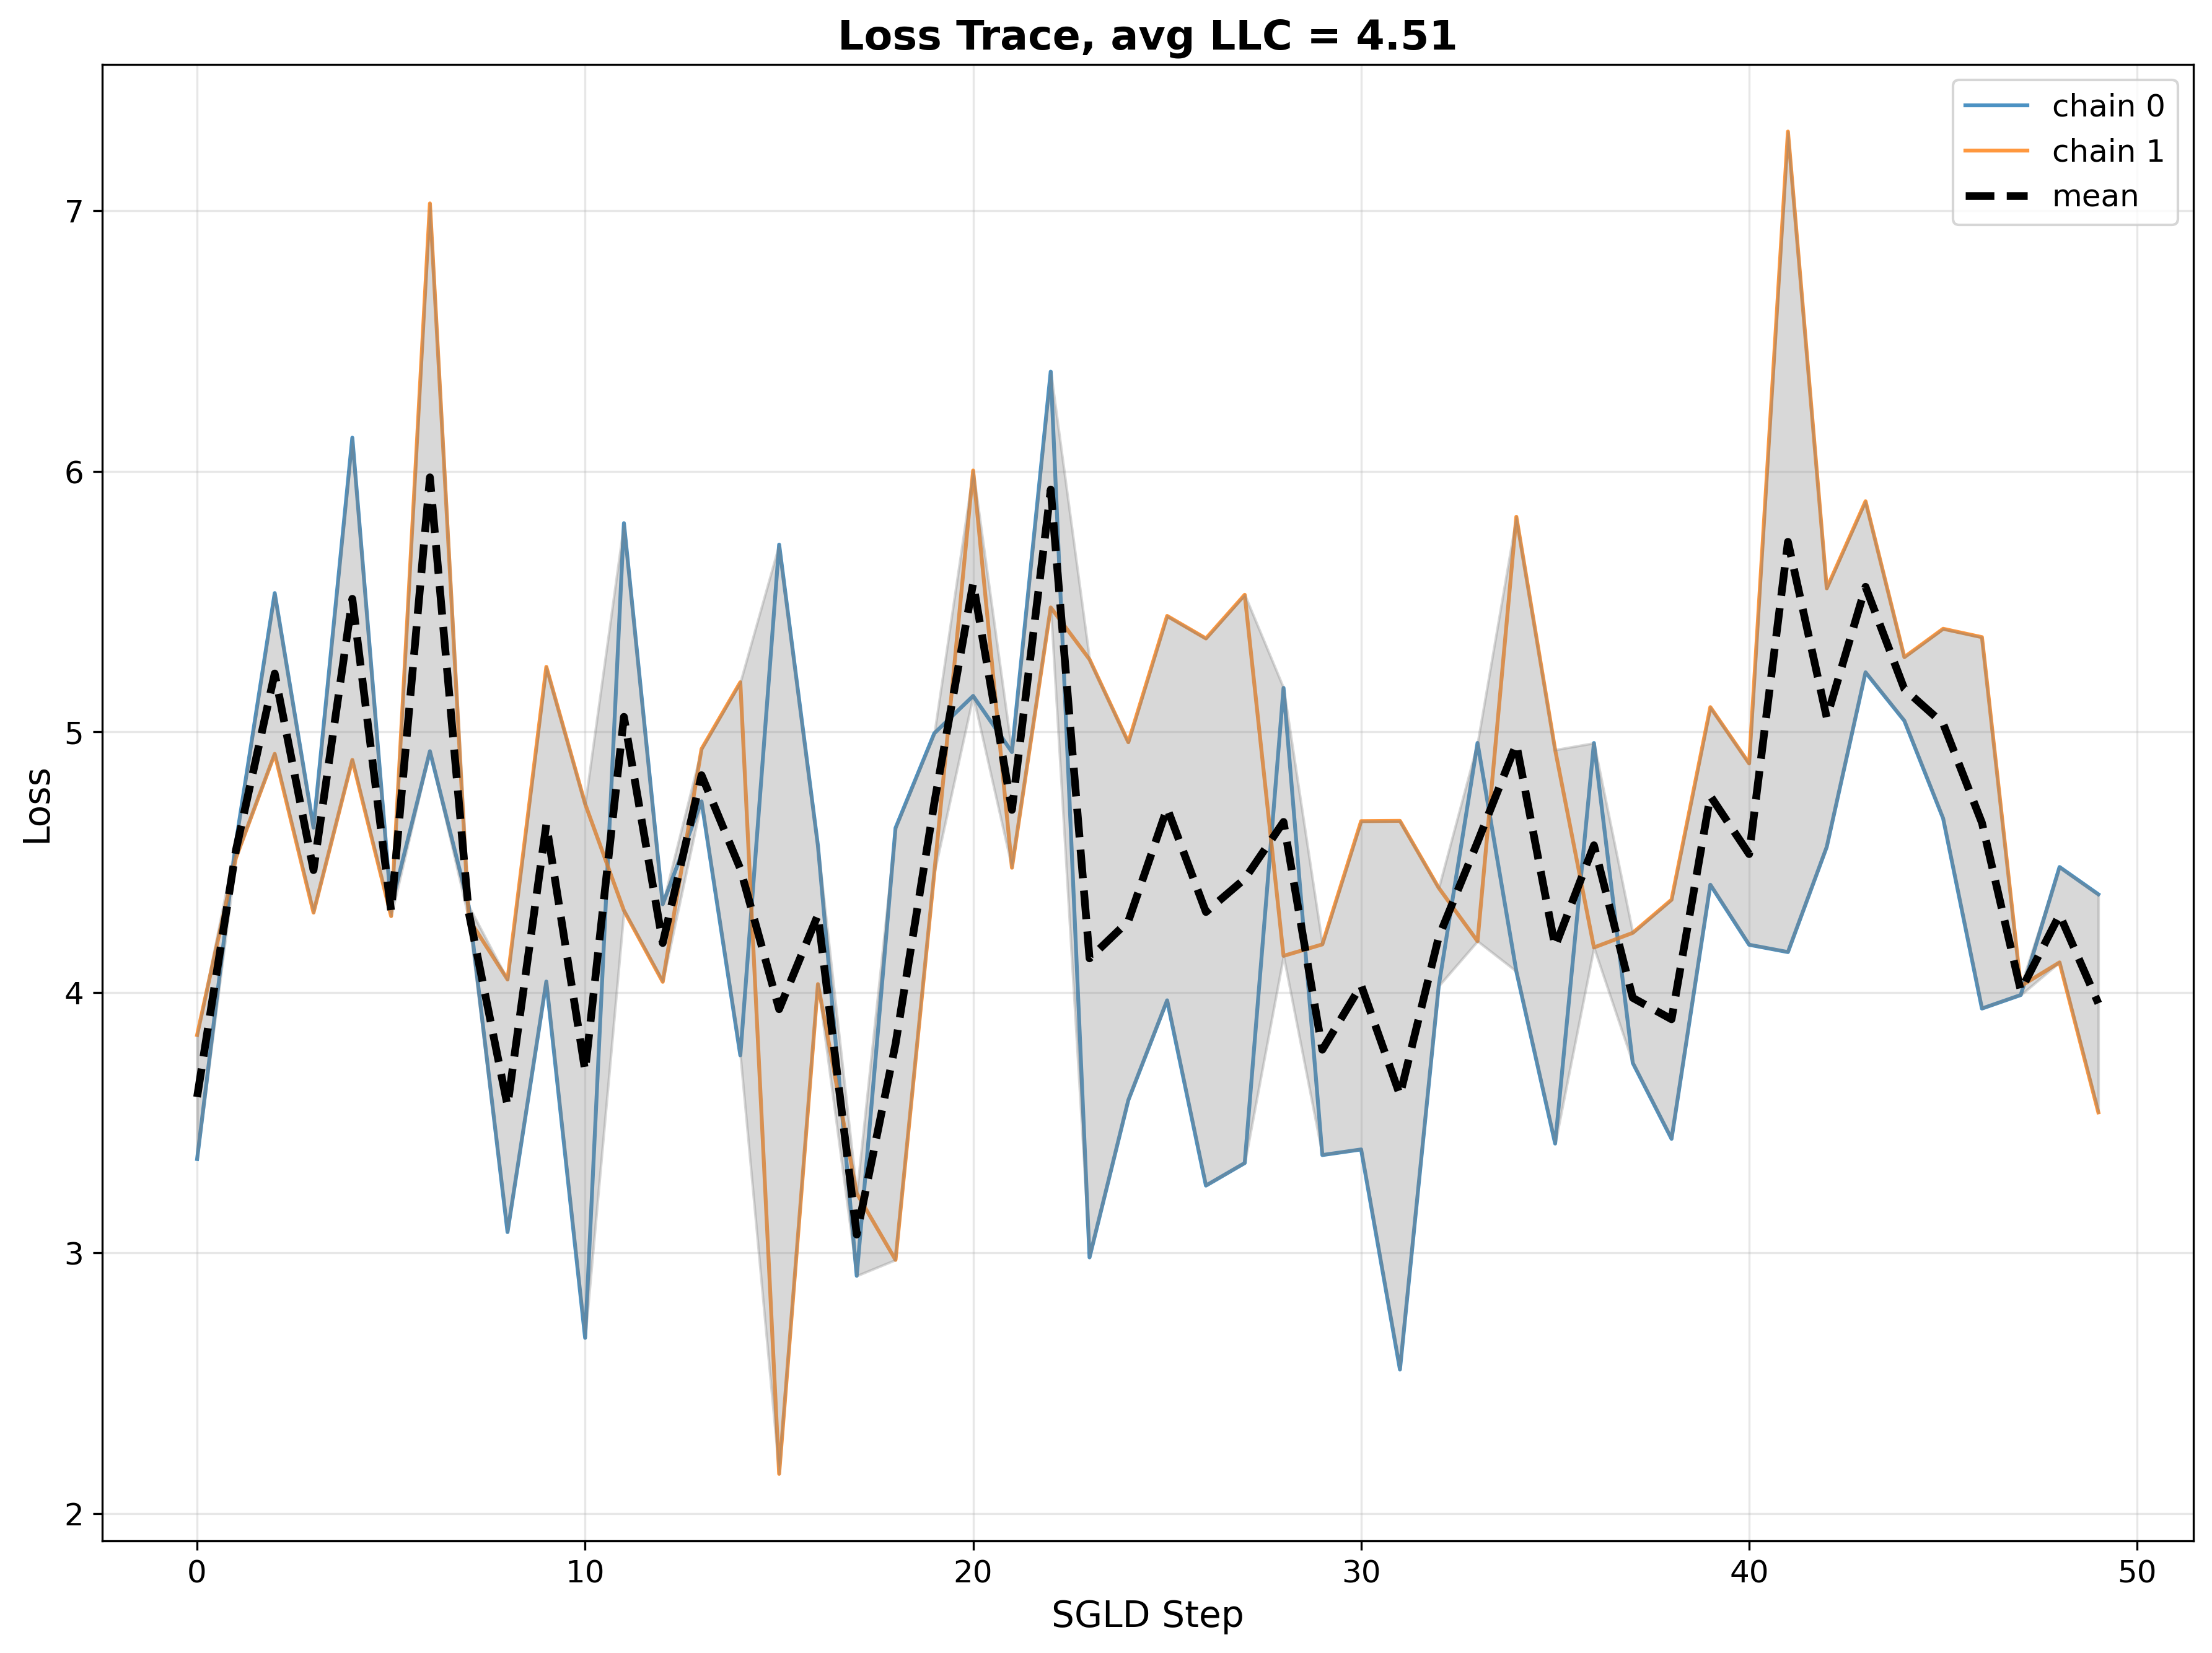 Loss Trace, avg LLC = 4.51
chain 0
chain 1
mean
7
6
5
4
3
2
Loss
0 10 20 30 40 50
SGLD Step